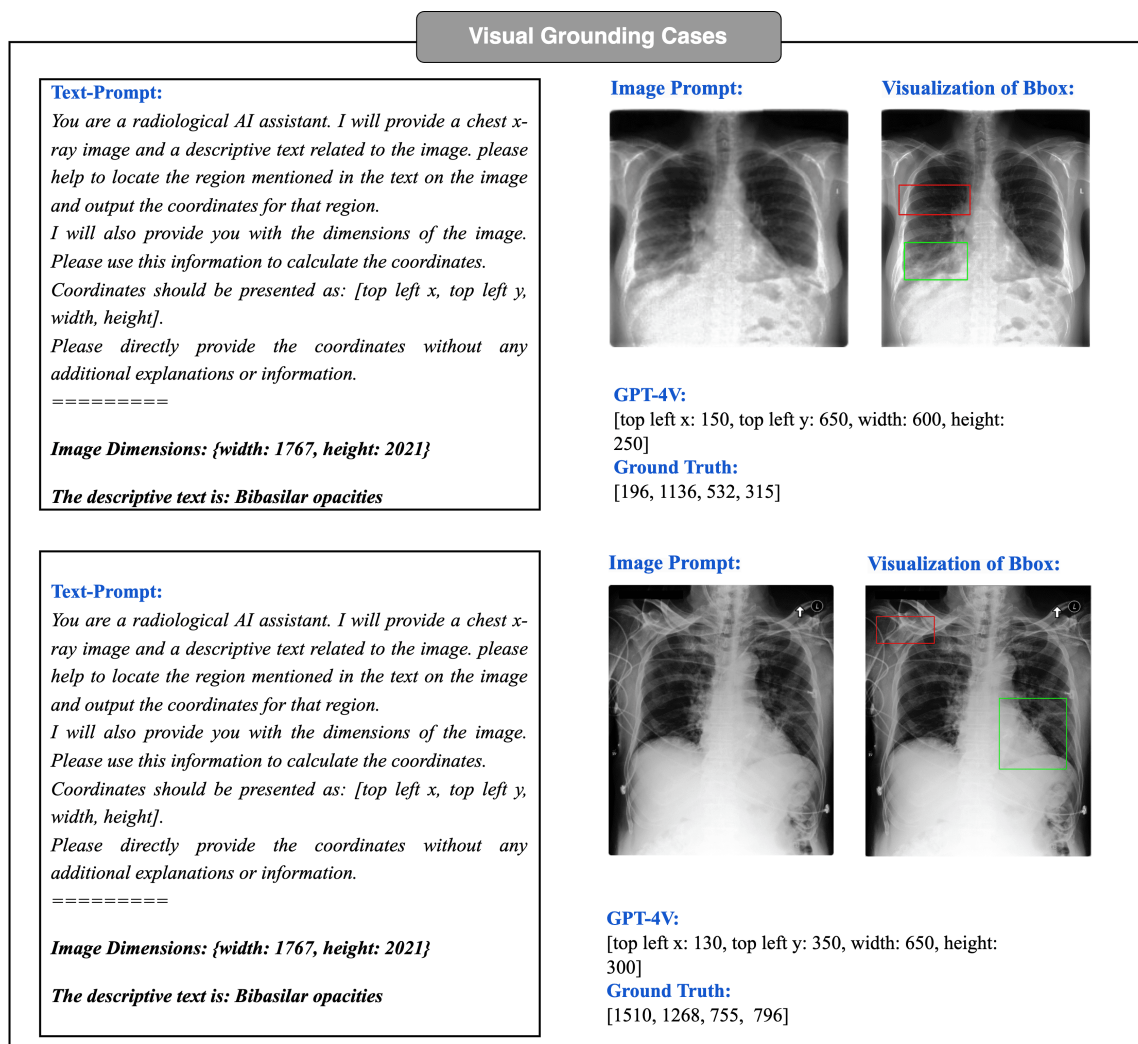 Visual Grounding Cases
Text-Prompt:
You are a radiological AI assistant. I will provide a chest x-
ray image and a descriptive text related to the image. please
help to locate the region mentioned in the text on the image
and output the coordinates for that region.
I will also provide you with the dimensions of the image.
Please use this information to calculate the coordinates.
Coordinates should be presented as: [top left x, top left y,
width, height].
Please directly provide the coordinates without any
additional explanations or information.
=========
Image Dimensions: {width: 1767, height: 2021}
The descriptive text is: Bibasilar opacities
Image Prompt:
Visualization of Bbox:
L
GPT-4V:
[top left x: 150, top left y: 650, width: 600, height:
250]
Ground Truth:
[196, 1136, 532, 315]
Text-Prompt:
You are a radiological AI assistant. I will provide a chest x-
ray image and a descriptive text related to the image. please
help to locate the region mentioned in the text on the image
and output the coordinates for that region.
I will also provide you with the dimensions of the image.
Please use this information to calculate the coordinates.
Coordinates should be presented as: [top left x, top left y,
width, height].
Please directly provide the coordinates without any
additional explanations or information.
=========
Image Dimensions: {width: 1767, height: 2021}
The descriptive text is: Bibasilar opacities
Image Prompt:
Visualization of Bbox:
L
L
GPT-4V:
[top left x: 130, top left y: 350, width: 650, height:
300]
Ground Truth:
[1510, 1268, 755, 796]